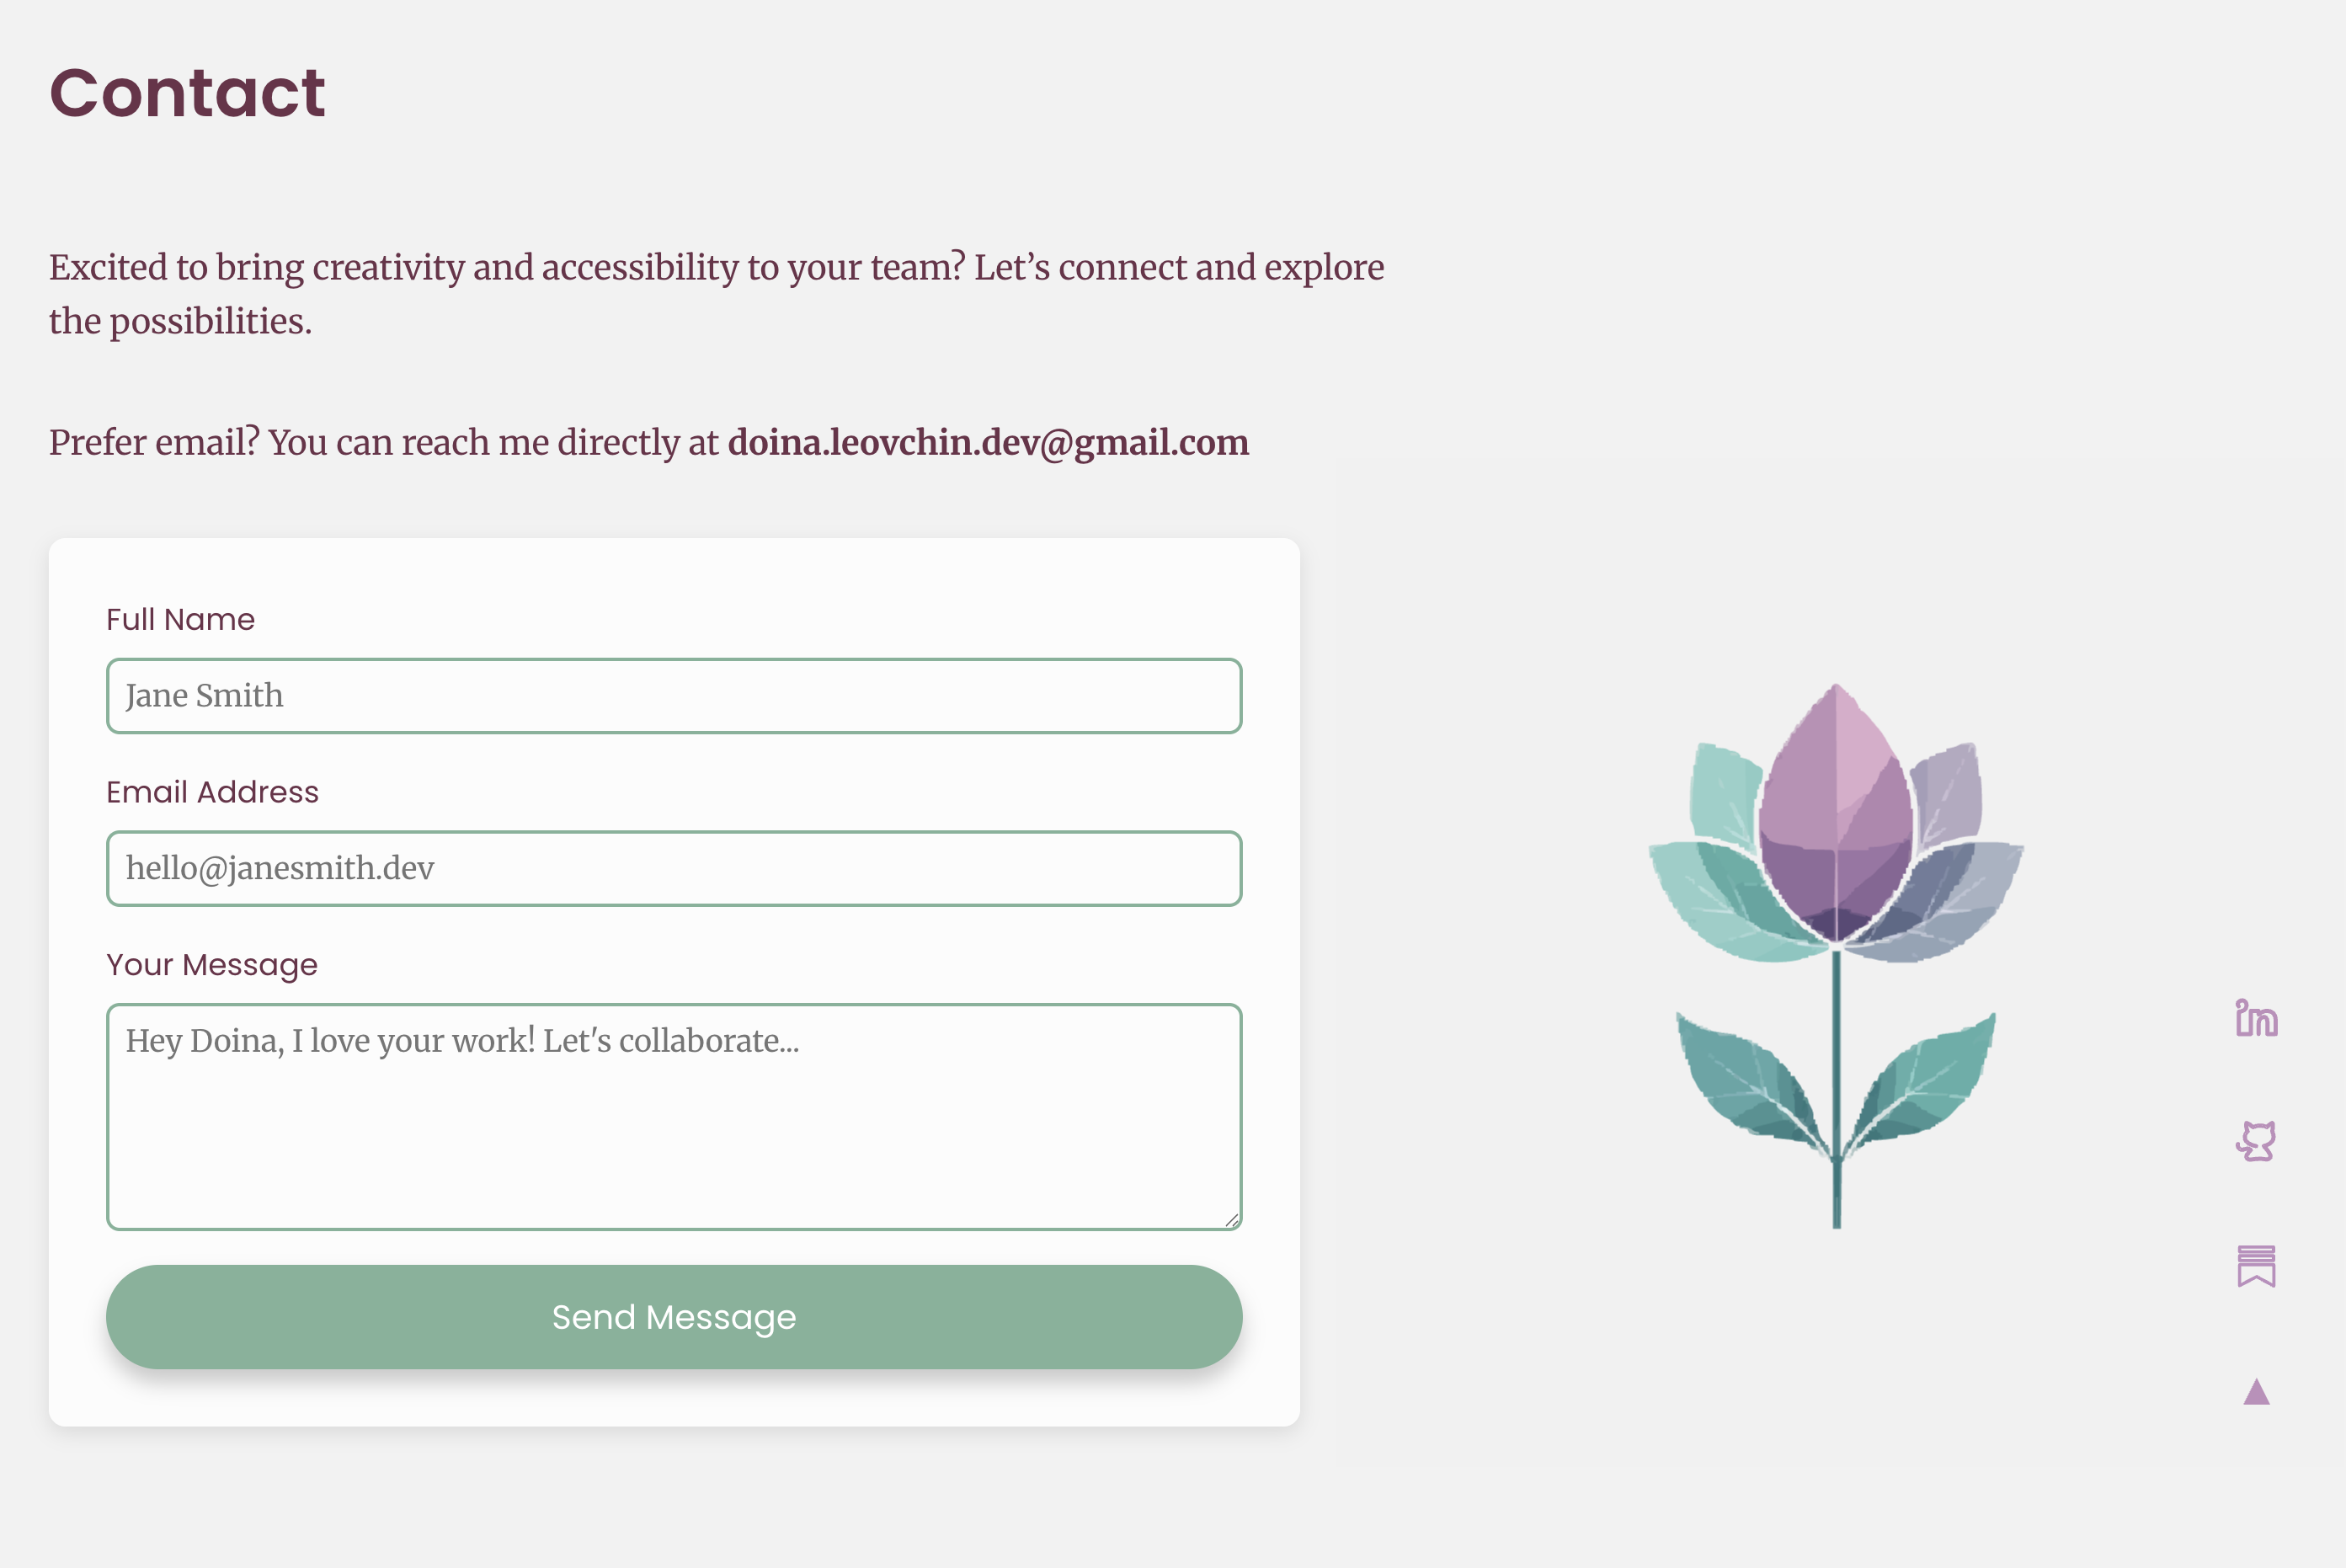 Contact
Excited to bring creativity and accessibility to your team? Let’s connect and explore
the possibilities.
Prefer email? You can reach me directly at doina.leovchin.dev@gmail.com
Full Name
Jane Smith
Email Address
hello@janesmith.dev
Your Message
Hey Doina, I love your work! Let's collaborate...
Send Message
in